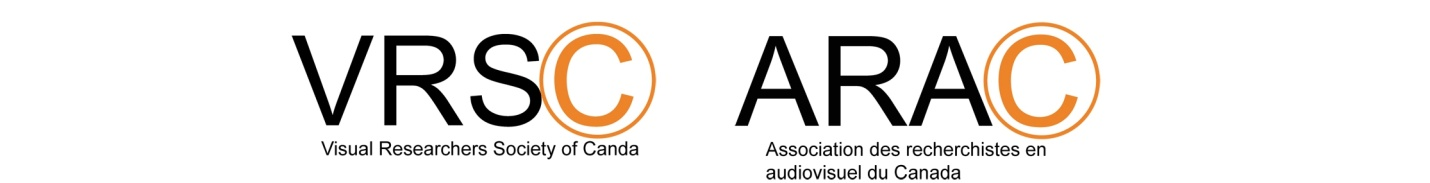 VRSC
Visual Researchers Society of Canda
ARAC
Association des recherchistes en
audiovisuel du Canada